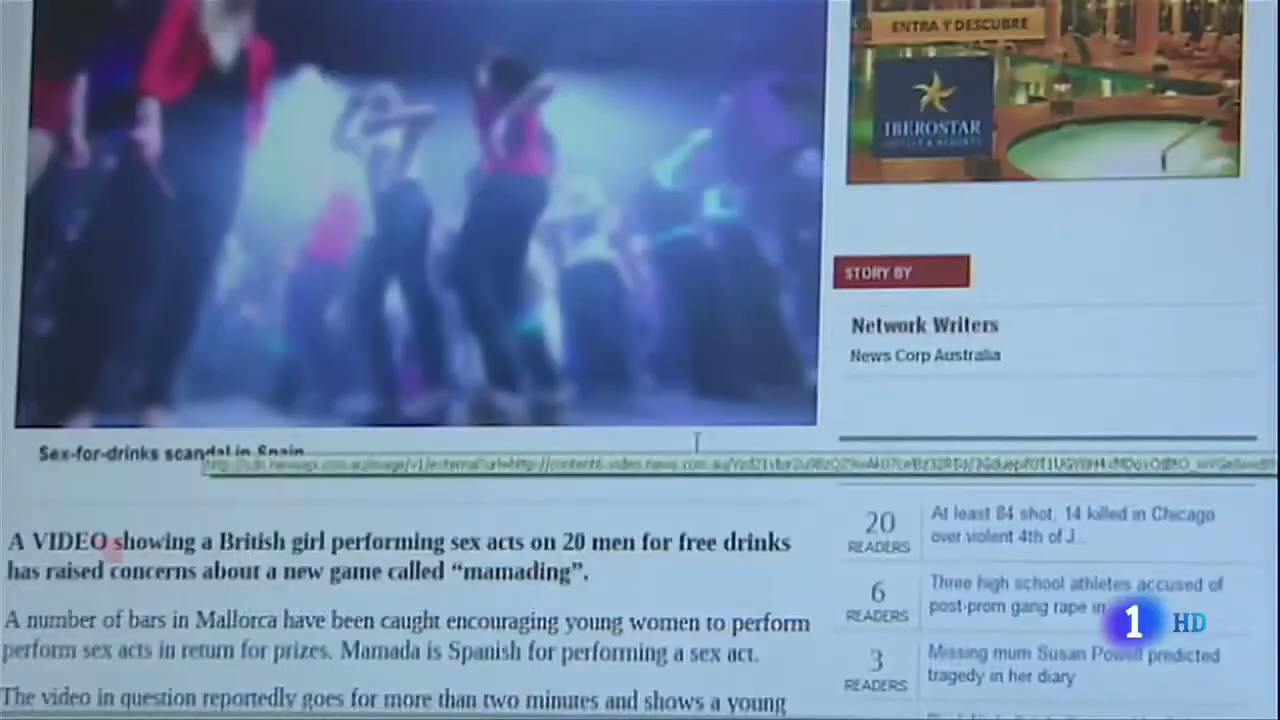 ENTRA Y DESCUBRE
IBEROSTAR
HOTELS & RESORTS
STORY BY
Network Writers
News Corp Australia
Sex-for-drinks scandal in Spain
A VIDEO showing a British girl performing sex acts on 20 men for free drinks
has raised concerns about a new game called “mamading”.
A number of bars in Mallorca have been caught encouraging young women to perform
perform sex acts in return for prizes. Mamada is Spanish for performing a sex act.
The video in question reportedly goes for more than two minutes and shows a young
20
READERS
At least 84 shot, 14 killed in Chicago
over violent 4th of J...
6
READERS
Three high school athletes accused of
post-prom gang rape in
3
READERS
Missing mum Susan Powell predicted
tragedy in her diary
1 HD